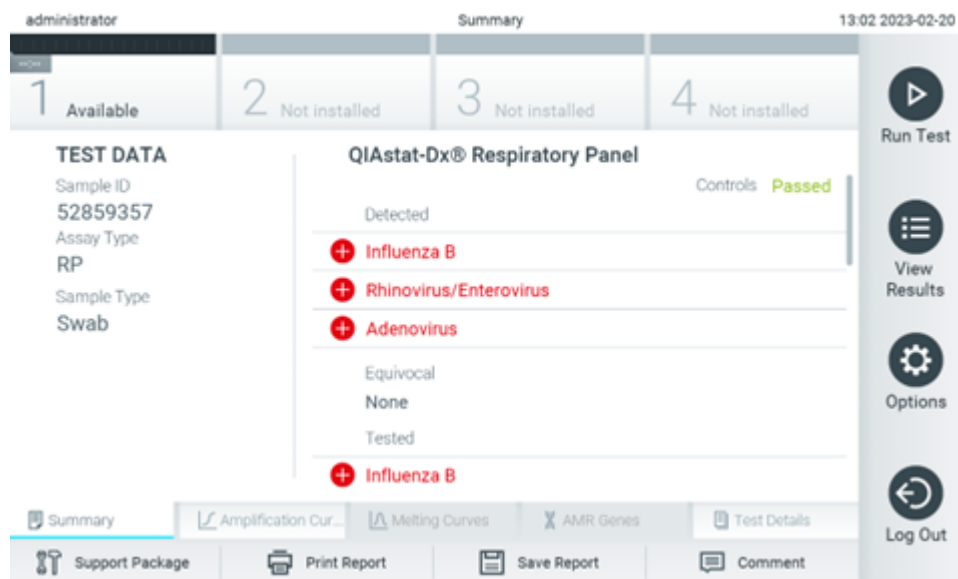 administrator Summary 13:02 2023-02-20
1 Available 2 Not installed 3 Not installed 4 Not installed
Run Test
TEST DATA
Sample ID
52859357
Assay Type
RP
Sample Type
Swab
QIAstat-Dx® Respiratory Panel
Controls Passed
Detected
Influenza B
Rhinovirus/Enterovirus
Adenovirus
Equivocal
None
Tested
Influenza B
View
Results
Options
Log Out
Summary Amplification Cur... Melting Curves AMR Genes Test Details
Support Package Print Report Save Report Comment